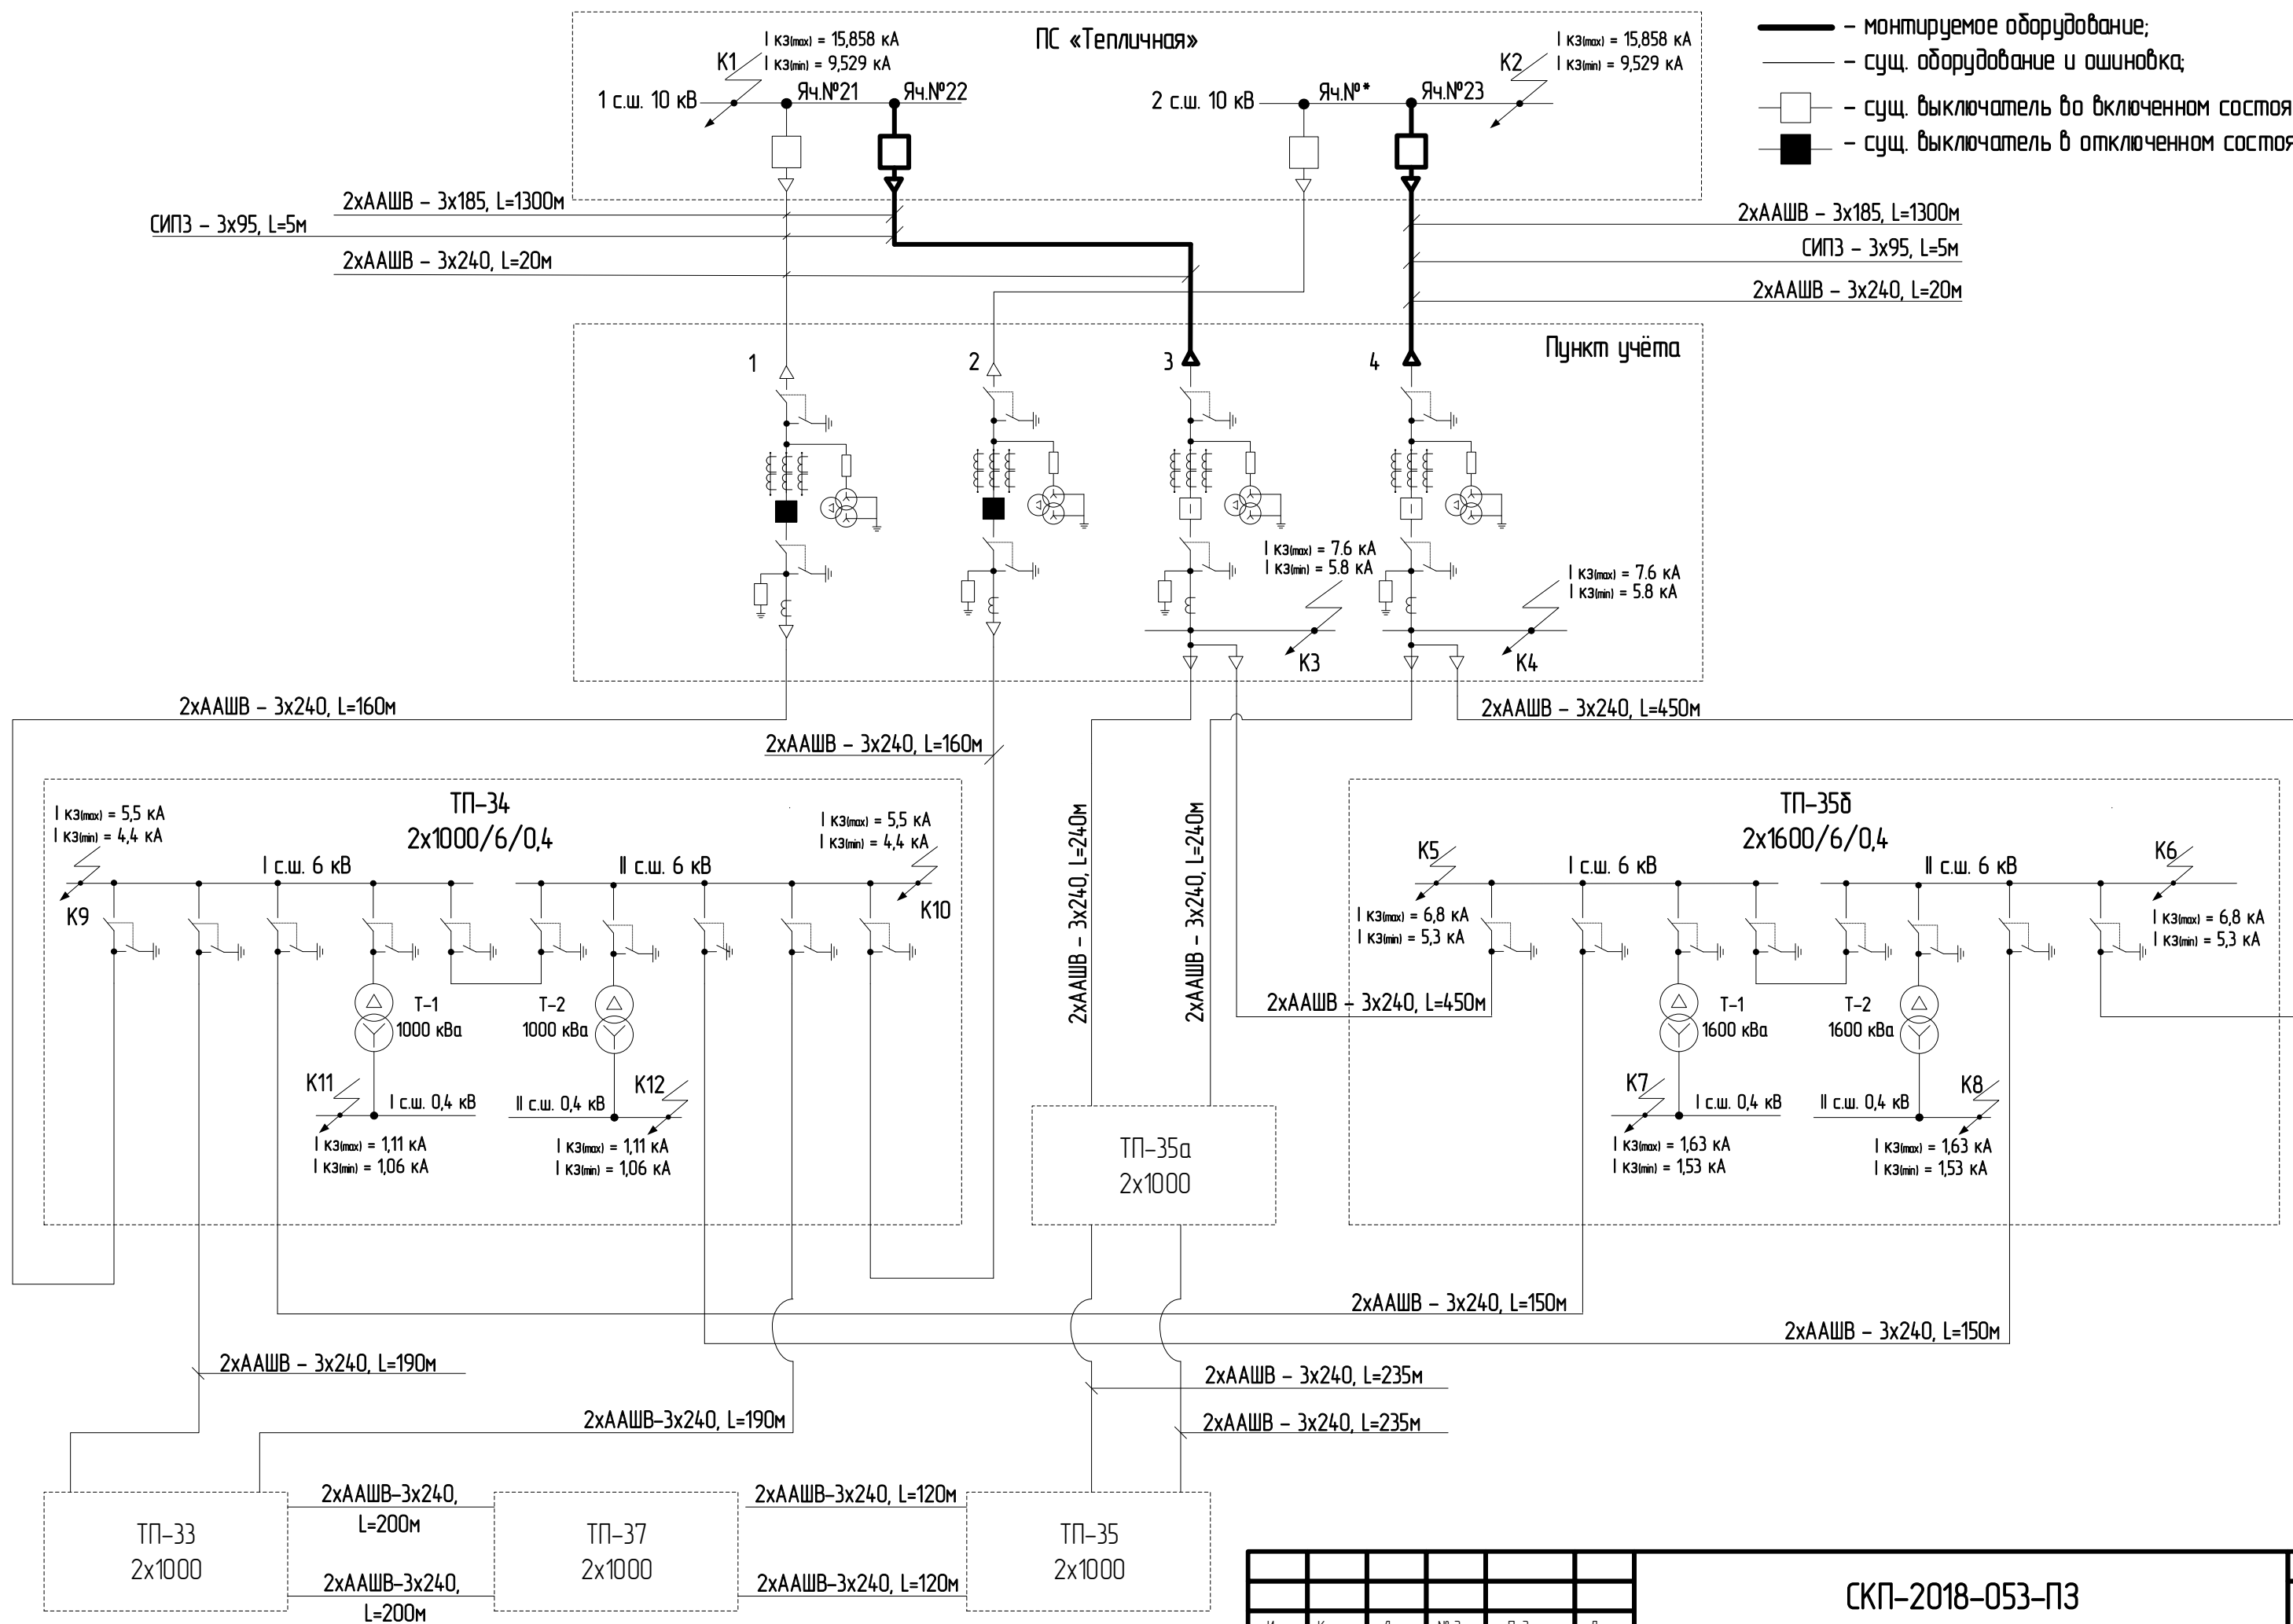 ПС «Тепличная»
I кз(max) = 15,858 кА
I кз(min) = 9,529 кА
К1
1 с.ш. 10 кВ
Яч.№21
Яч.№22
I кз(max) = 15,858 кА
I кз(min) = 9,529 кА
К2
2 с.ш. 10 кВ
Яч.№*
Яч.№23
– монтируемое оборудование;
– сущ. оборудование и ошиновка;
– сущ. выключатель во включенном состоя
– сущ. выключатель в отключенном состоя
2хААШВ – 3х185, L=1300м
СИП3 – 3х95, L=5м
2хААШВ – 3х240, L=20м
2хААШВ – 3х185, L=1300м
СИП3 – 3х95, L=5м
2хААШВ – 3х240, L=20м
Пункт учёта
1
2
3
4
I кз(max) = 7.6 кА
I кз(min) = 5.8 кА
К3
I кз(max) = 7.6 кА
I кз(min) = 5.8 кА
К4
2хААШВ – 3х240, L=160м
2хААШВ – 3х240, L=160м
2хААШВ – 3х240, L=450м
2хААШВ – 3х240, L=240м
2хААШВ – 3х240, L=240м
2хААШВ – 3х240, L=450м
ТП–34
2х1000/6/0,4
I кз(max) = 5,5 кА
I кз(min) = 4,4 кА
I кз(max) = 5,5 кА
I кз(min) = 4,4 кА
I с.ш. 6 кВ
II с.ш. 6 кВ
К9
К10
Т–1
1000 кВа
Т–2
1000 кВа
К11
I с.ш. 0,4 кВ
К12
II с.ш. 0,4 кВ
I кз(max) = 1,11 кА
I кз(min) = 1,06 кА
I кз(max) = 1,11 кА
I кз(min) = 1,06 кА
ТП–35б
2х1600/6/0,4
К5
I с.ш. 6 кВ
II с.ш. 6 кВ
К6
I кз(max) = 6,8 кА
I кз(min) = 5,3 кА
I кз(max) = 6,8 кА
I кз(min) = 5,3 кА
Т–1
1600 кВа
Т–2
1600 кВа
К7
I с.ш. 0,4 кВ
К8
II с.ш. 0,4 кВ
I кз(max) = 1,63 кА
I кз(min) = 1,53 кА
I кз(max) = 1,63 кА
I кз(min) = 1,53 кА
ТП–35а
2х1000
2хААШВ – 3х240, L=150м
2хААШВ – 3х240, L=150м
2хААШВ – 3х240, L=190м
2хААШВ – 3х240, L=235м
2хААШВ–3х240, L=190м
2хААШВ – 3х240, L=235м
ТП–33
2х1000
2хААШВ–3х240,
L=200м
2хААШВ–3х240,
L=200м
ТП–37
2х1000
2хААШВ–3х240, L=120м
2хААШВ–3х240, L=120м
ТП–35
2х1000
СКП–2018–053–ПЗ